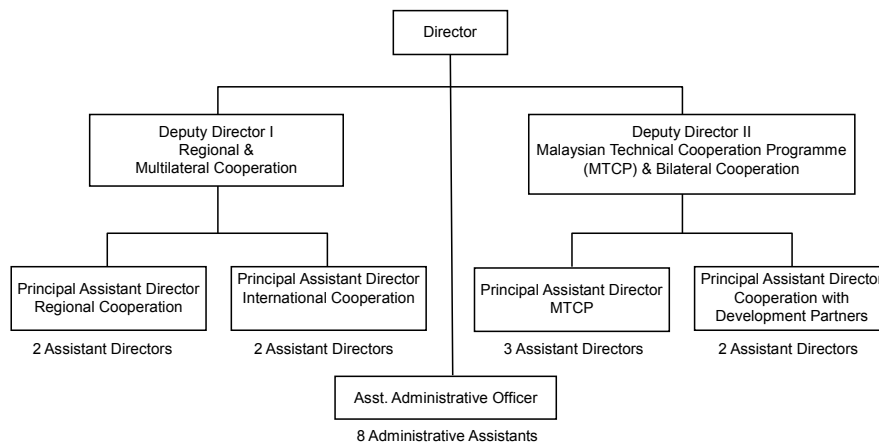 Director
Deputy Director I
Regional &
Multilateral Cooperation
Deputy Director II
Malaysian Technical Cooperation Programme
(MTCP) & Bilateral Cooperation
Principal Assistant Director
Regional Cooperation
2 Assistant Directors
Principal Assistant Director
International Cooperation
2 Assistant Directors
Principal Assistant Director
MTCP
3 Assistant Directors
Principal Assistant Director
Cooperation with
Development Partners
2 Assistant Directors
Asst. Administrative Officer
8 Administrative Assistants